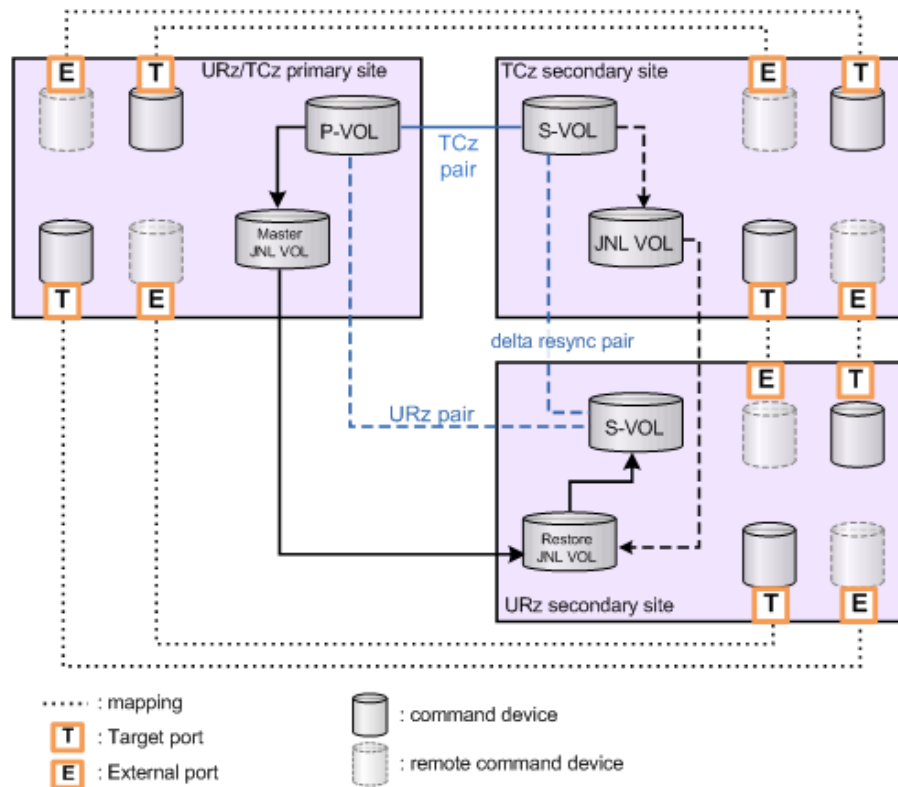 E T E T
URz/TCz primary site TCz secondary site
P-VOL S-VOL
TCz
pair
Master
JNL VOL
JNL VOL
T E T E
delta resync pair
E T
URz pair
S-VOL
Restore
JNL VOL
URz secondary site
T E
: mapping
: command device
T : Target port
: remote command device
E : External port